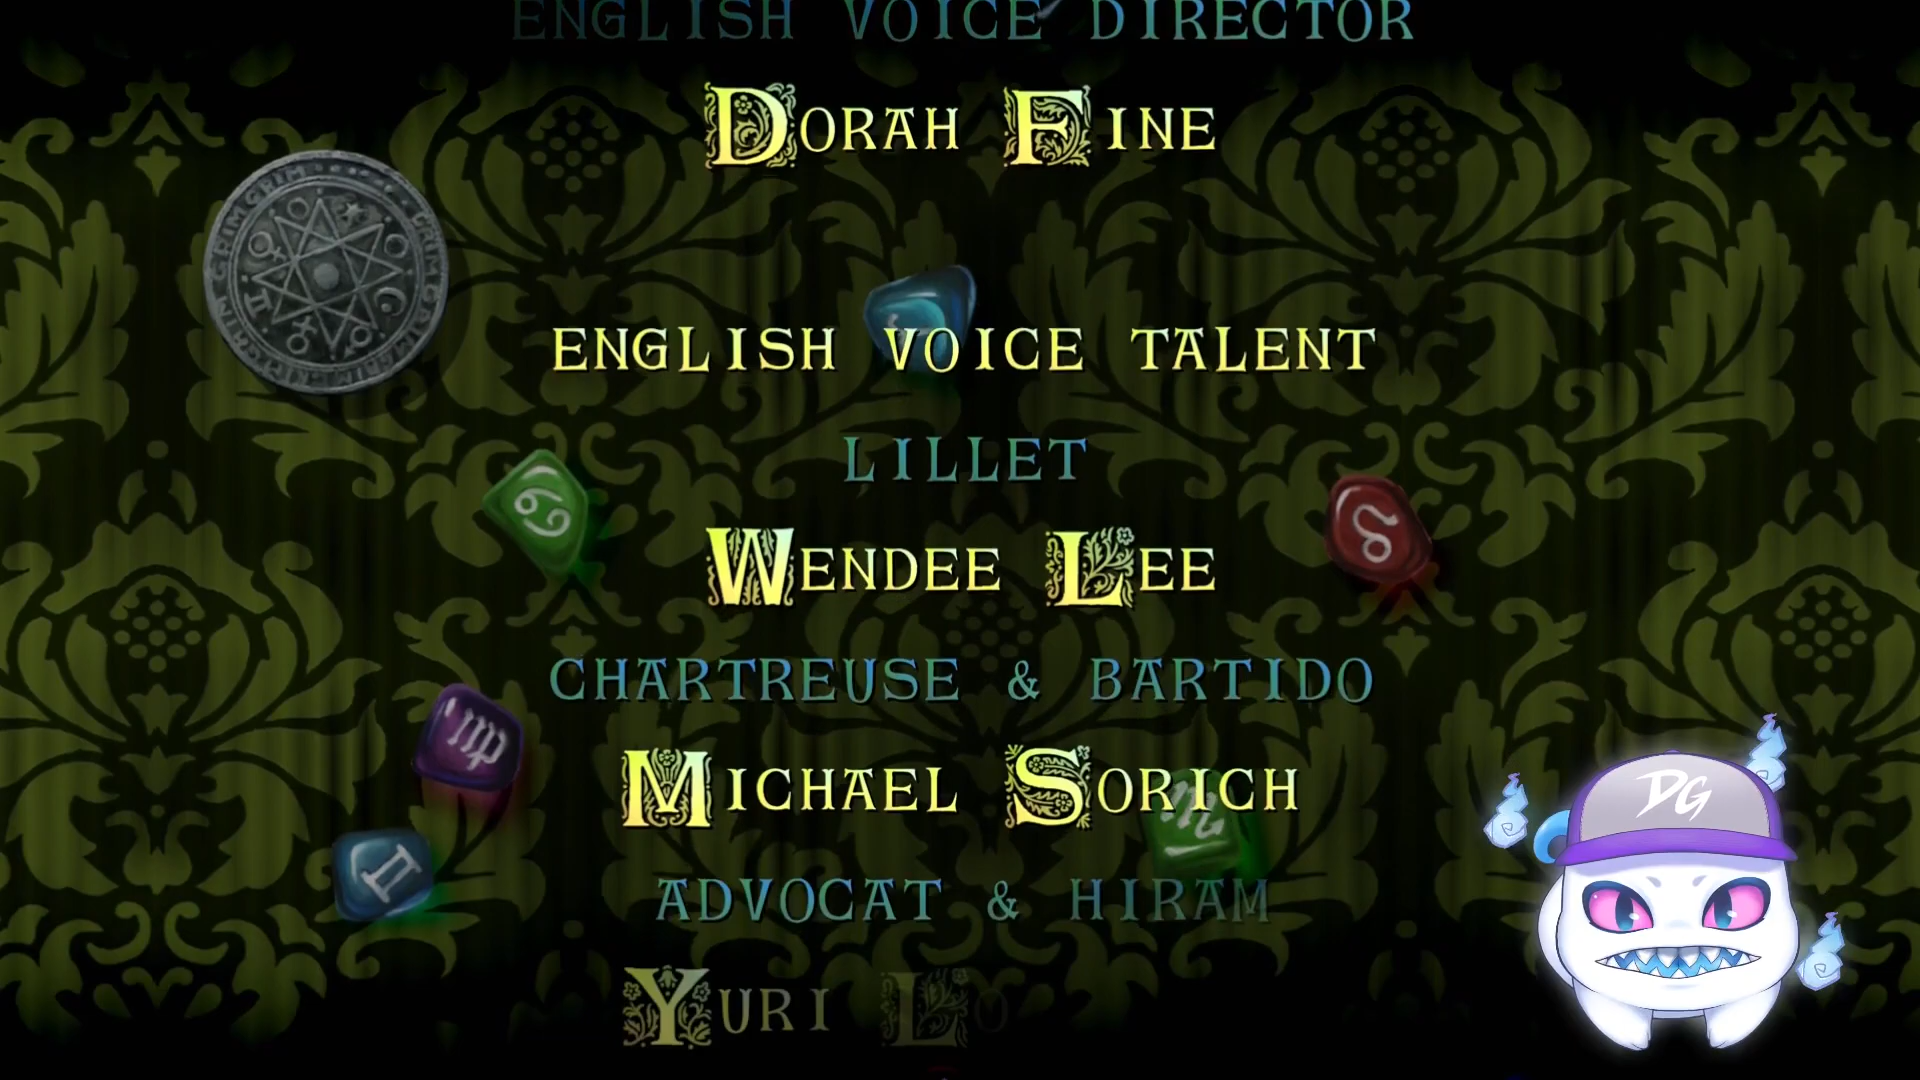 ENGLISH VOICE DIRECTOR
DORAH FINE
ENGLISH VOICE TALENT
LILLET
WENDEE LEE
CHARTREUSE & BARTIDO
MICHAEL SORICH
ADVOCAT & HIRAM
YURI LO
DG